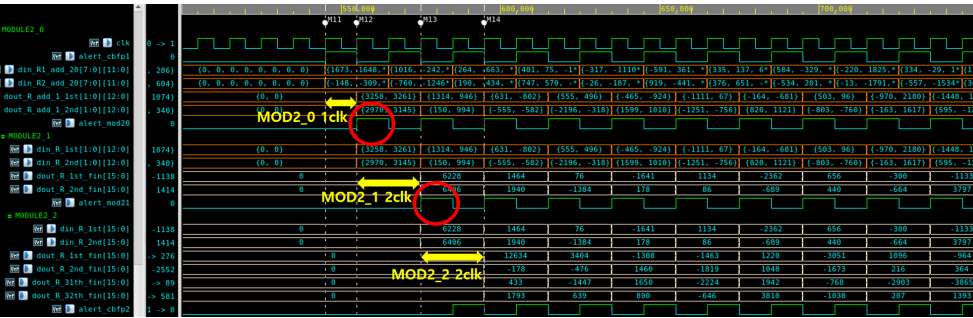 550,000 600,000 650,000 700,000
M11 M12 M13 M14
MODULE2_0
clk 0 -> 1
alert_cbfp1 0
din_RI_add_20[7:0][11:0] , 286} {0, 0, 0, 0, 0, 0, 0, 0} {1673, 1648,* {1016, -242,* {264, -663, * {401, 75, -1* {-317, -1110* {591, 361, * {335, 137, 6* {584, -329, * {-220, 1825,* {334, -29, 1*
din_R2_add_20[7:0][11:0] , 604} {0, 0, 0, 0, 0, 0, 0, 0} {-148, -309,* {-760, -1246* {190, -434, * {747, 570, -* {-26, -187, * {919, -441, * {376, 651, -* {-534, 201, * {-13, -1791,* {-557, -1534*
dout_R_add_1_1st[1:0][12:0] 1074} {0, 0} {3258, 3261} {1314, 946} {631, -802} {555, 496} {-465, -924} {-1111, 67} {-164, -681} {503, 96} {-970, 2180} {-1448, 1
dout_R_add_1_2nd[1:0][12:0] , 340} {0, 0} {2970, 3145} {150, 994} {-555, -582} {-2196, -318} {1599, 1010} {-1251, -756} {820, 1121} {-803, -760} {-163, 1617} {595, -1
alert_mod20 0
MOD2_0 1clk
MODULE2_1
din_R_1st[1:0][12:0] 1074} {0, 0} {3258, 3261} {1314, 946} {631, -802} {555, 496} {-465, -924} {-1111, 67} {-164, -681} {503, 96} {-970, 2180} {-1448, 1
din_R_2nd[1:0][12:0] , 340} {0, 0} {2970, 3145} {150, 994} {-555, -582} {-2196, -318} {1599, 1010} {-1251, -756} {820, 1121} {-803, -760} {-163, 1617} {595, -1
dout_R_1st_fin[15:0] -1138 0 6228 1464 76 -1641 1134 -2362 656 -300 -1133
dout_R_2nd_fin[15:0] 1414 0 6406 1940 -1384 178 86 -689 440 -664 3797
alert_mod21 0
MOD2_1 2clk
MODULE2_2
din_R_1st[15:0] -1138 0 6228 1464 76 -1641 1134 -2362 656 -300 -1133
din_R_2nd[15:0] 1414 0 6406 1940 -1384 178 86 -689 440 -664 3797
dout_R_1st_fin[15:0] -> 276 0 12634 3404 -1308 -1463 1220 -3051 1096 -964
dout_R_2nd_fin[15:0] -2552 0 -178 -476 1460 -1819 1048 -1673 216 364
MOD2_2 2clk
dout_R_31th_fin[15:0] -> 89 0 433 -1447 1650 -2224 1942 -768 -2903 -3865
dout_R_32th_fin[15:0] -> 581 0 1793 639 890 -646 3810 -1038 207 1393
alert_cbfp2 1 -> 0